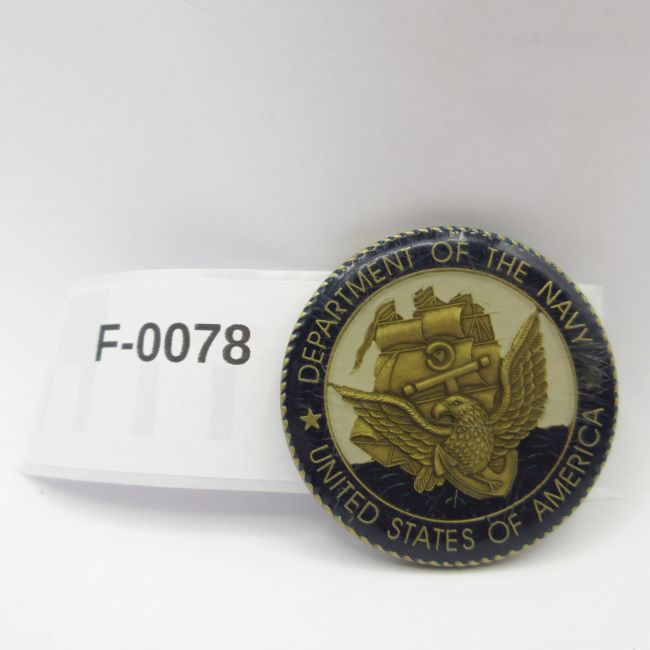 F-0078
DEPARTMENT OF THE NAVY
★ UNITED STATES OF AMERICA